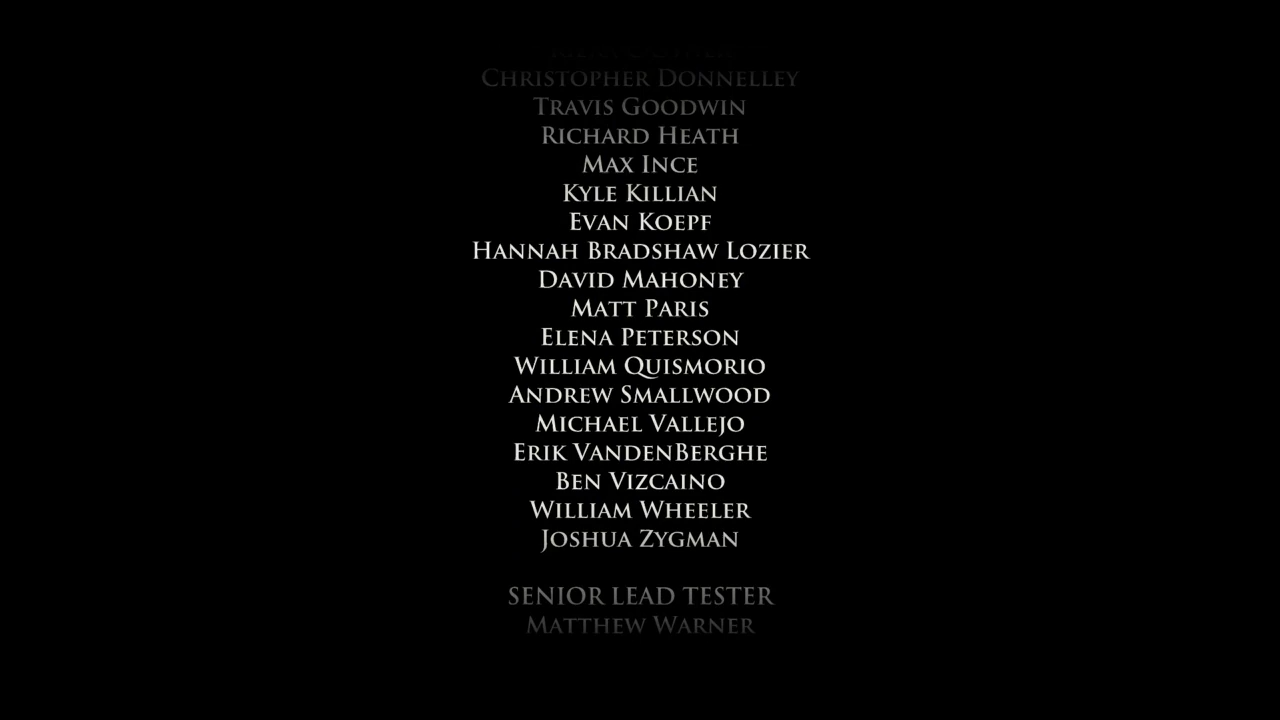 Christopher Donnelley
Travis Goodwin
Richard Heath
Max Ince
Kyle Killian
Evan Koepf
Hannah Bradshaw Lozier
David Mahoney
Matt Paris
Elena Peterson
William Quismorio
Andrew Smallwood
Michael Vallejo
Erik VandenBerghe
Ben Vizcaino
William Wheeler
Joshua Zygman
SENIOR LEAD TESTER
Matthew Warner